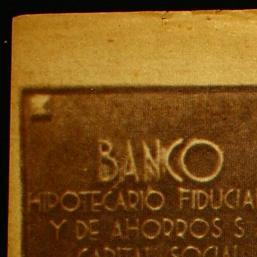 BANCO
HIPOTECARIO FIDUCIA
Y DE AHORROS S
CAPITAL SOCIAL